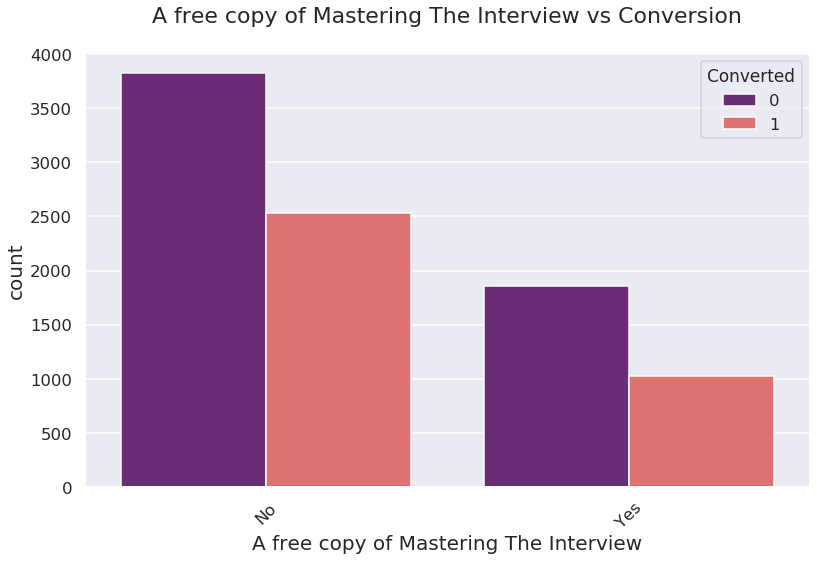 A free copy of Mastering The Interview vs Conversion
4000
3500
3000
2500
2000
1500
1000
500
0
count
Converted
0
1
No
Yes
A free copy of Mastering The Interview